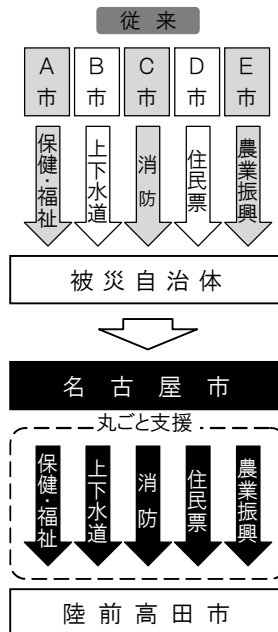 従来
A市 B市 C市 D市 E市
保健・福祉 上下水道 消防 住民票 農業振興
被災自治体
名古屋市
丸ごと支援
保健・福祉 上下水道 消防 住民票 農業振興
陸前高田市